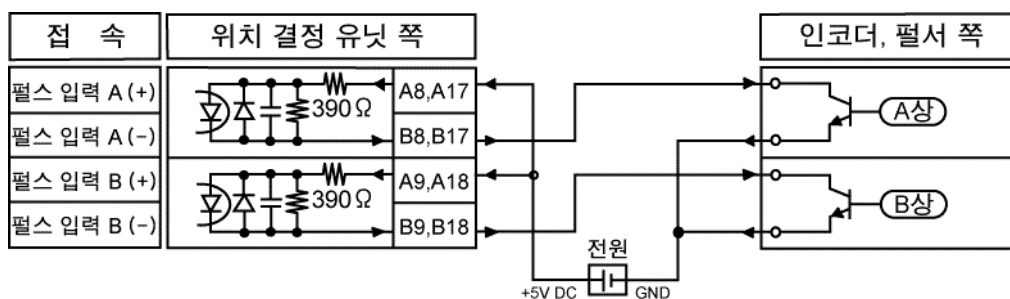 접 속 위치 결정 유닛 쪽 인코더, 펄서 쪽
펄스 입력 A (+) 390Ω A8,A17
펄스 입력 A (−) B8,B17 A상
펄스 입력 B (+) 390Ω A9,A18
펄스 입력 B (−) B9,B18 B상
전원
+5V DC GND